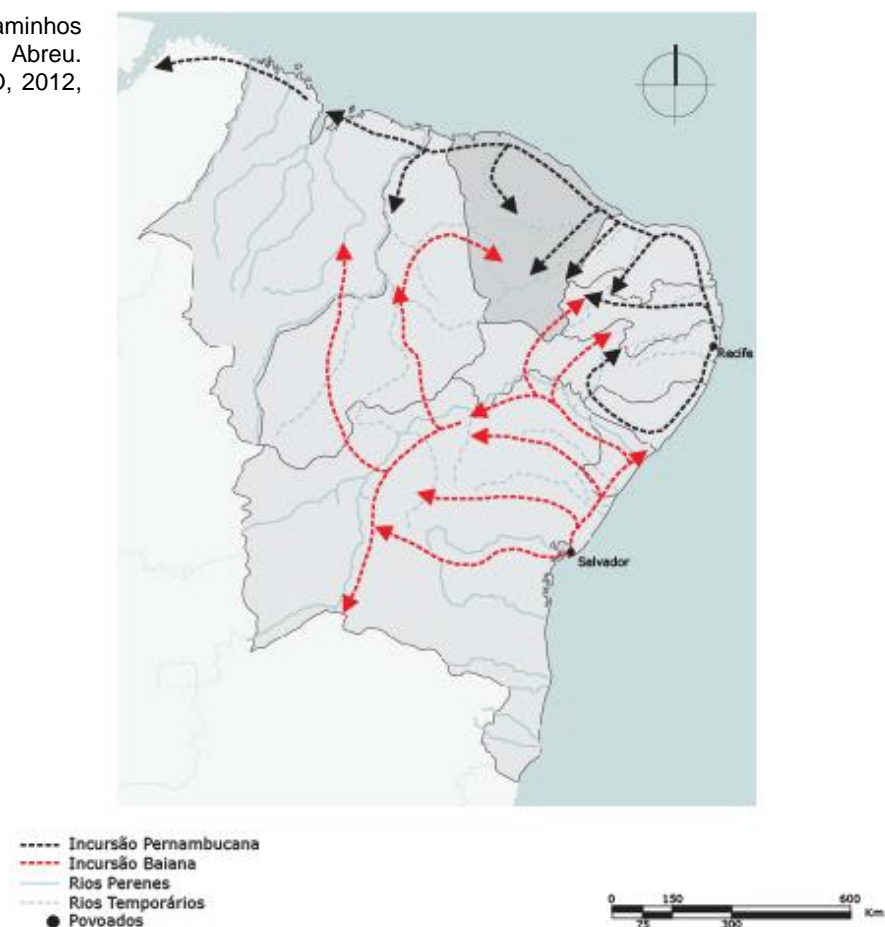 aminhos
Abreu.
, 2012,
Recife
Salvador
Incursão Pernambucana
Incursão Baiana
Rios Perenes
Rios Temporários
Povoados
0 150 600
Km
75 300